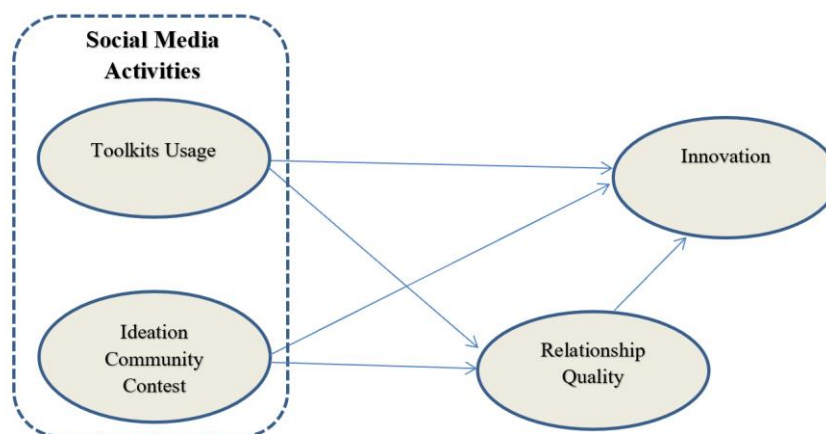 Social Media
Activities
Toolkits Usage
Innovation
Ideation
Community
Contest
Relationship
Quality